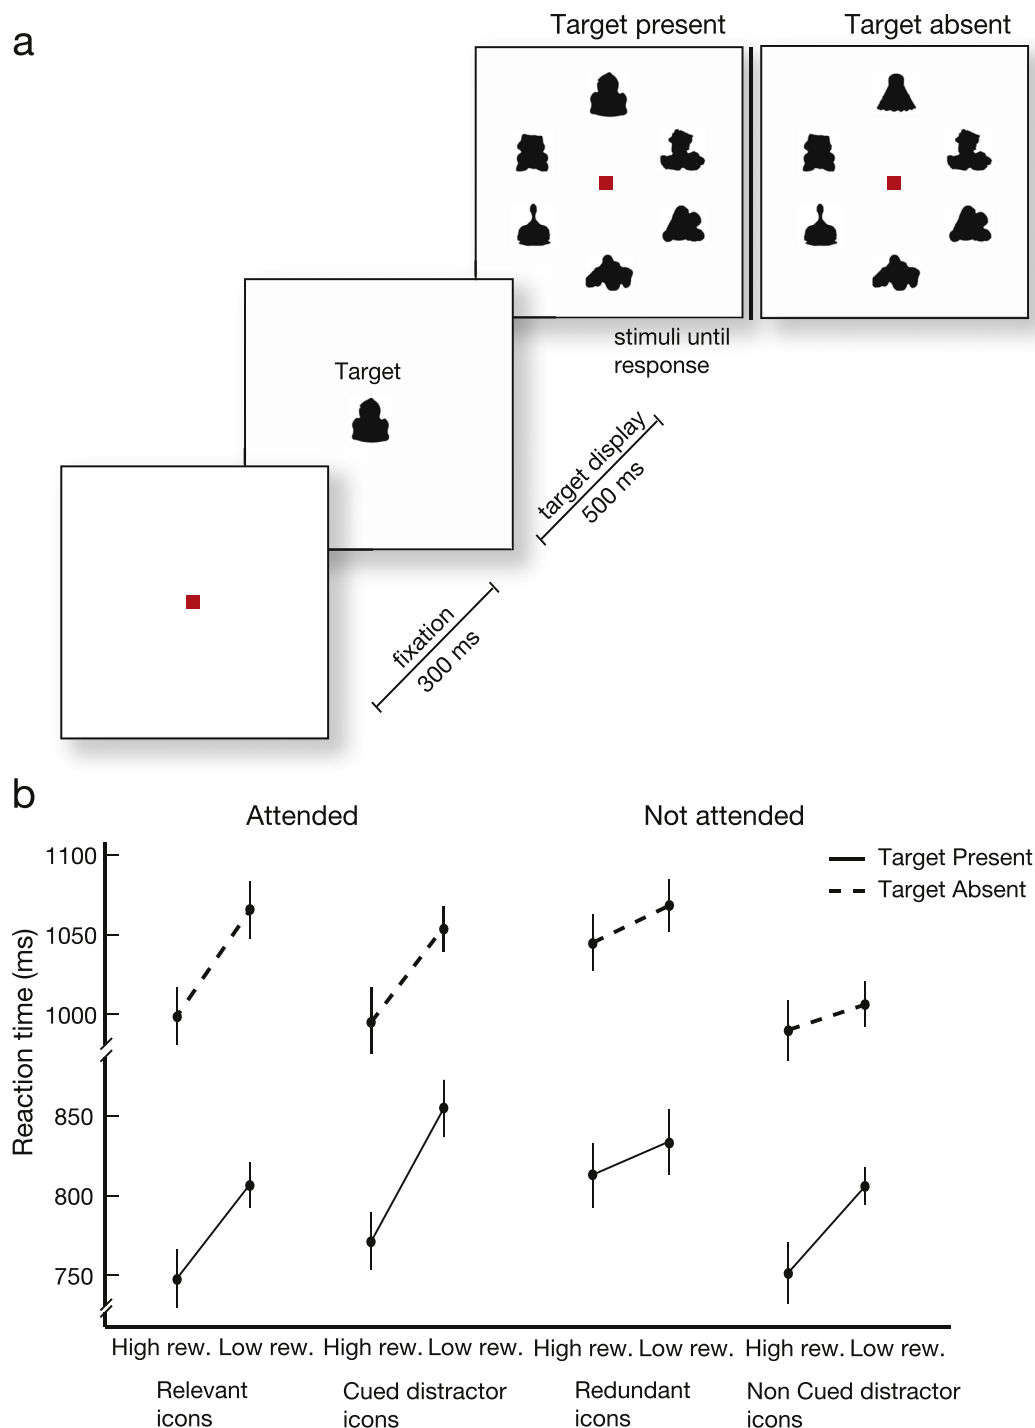 a
Target present
Target absent
stimuli until
response
Target
target display
500 ms
fixation
300 ms
b
Attended
Not attended
Target Present
Target Absent
Reaction time (ms)
1100
1050
1000
850
800
750
High rew. Low rew. High rew. Low rew. High rew. Low rew. High rew. Low rew.
Relevant
icons
Cued distractor
icons
Redundant
icons
Non Cued distractor
icons